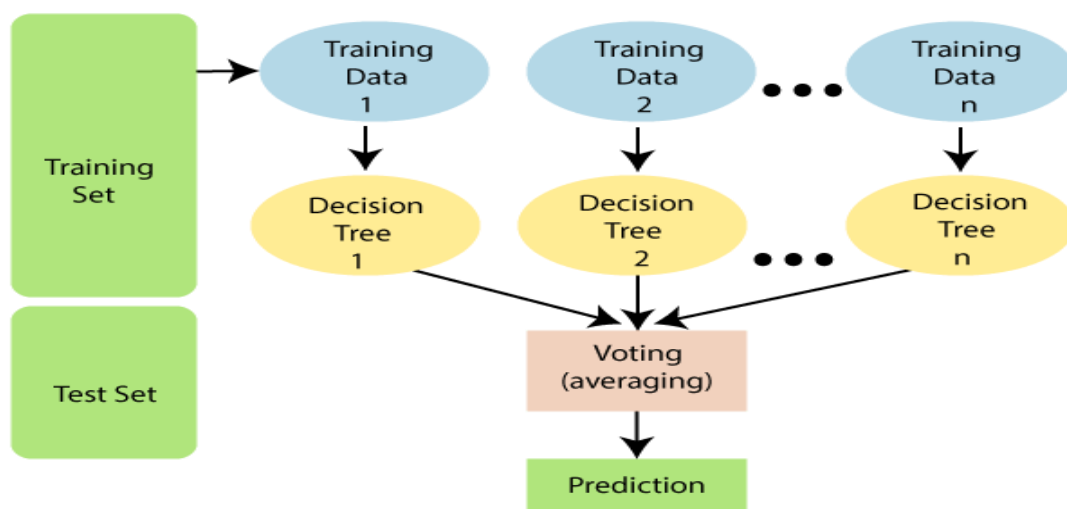 Training
Set
Test Set
Training
Data
1
Training
Data
2
Training
Data
n
Decision
Tree
1
Decision
Tree
2
Decision
Tree
n
Voting
(averaging)
Prediction